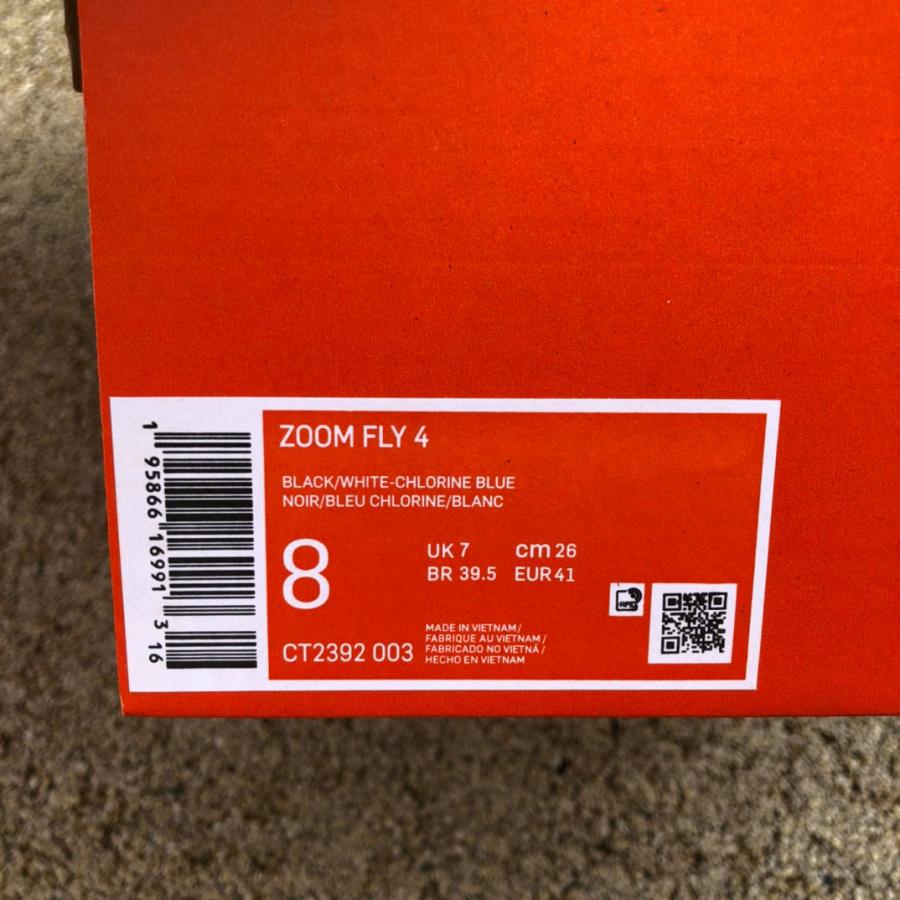 ZOOM FLY 4
BLACK/WHITE-CHLORINE BLUE
NOIR/BLEU CHLORINE/BLANC
8
UK 7 cm 26
BR 39.5 EUR 41
CT2392 003
MADE IN VIETNAM/
FABRIQUE AU VIETNAM /
FABRICADO NO VIETNÃ /
HECHO EN VIETNAM
RFID
1 95866 16991 3 16